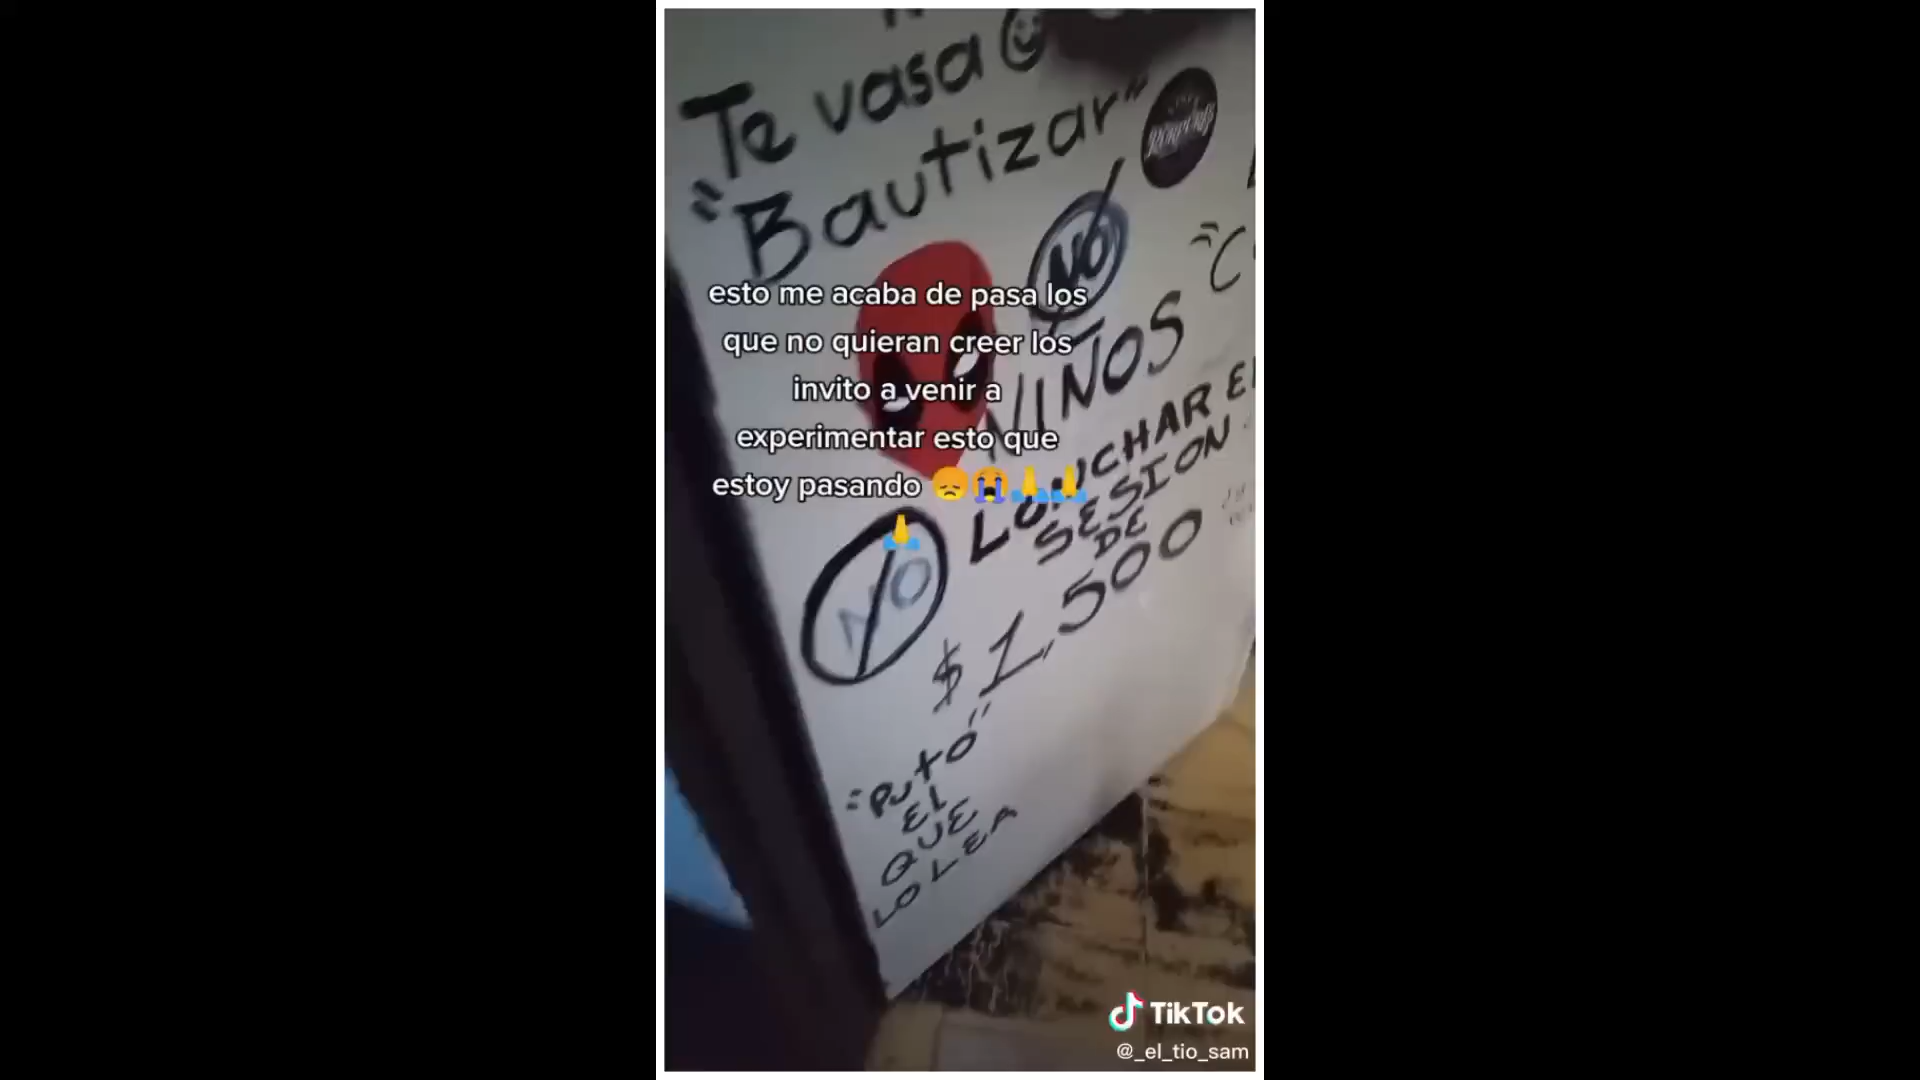 Te vasa
"Bautizar"
NO
NIÑOS
esto me acaba de pasa los
que no quieran creer los
invito a venir a
experimentar esto que
estoy pasando 😞😭🙏🙏
🙏
LONCHAR
SESION
DE
$1,500
NO
"PUTO"
EL
QUE
LO LEA
TikTok
@_el_tio_sam